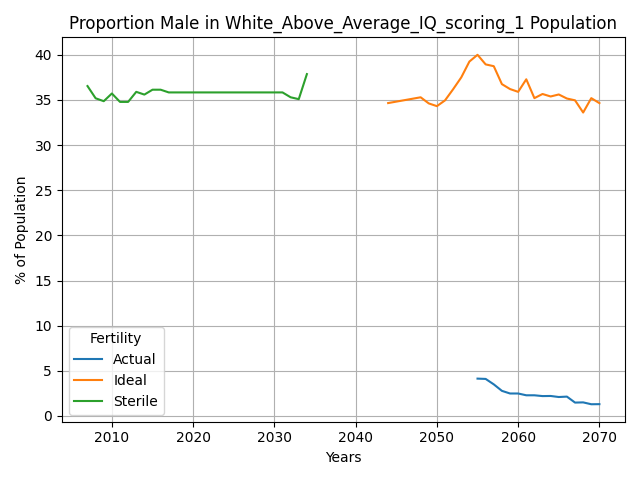 Proportion Male in White_Above_Average_IQ_scoring_1 Population
40
35
30
25
20
15
10
5
0
% of Population
Fertility
Actual
Ideal
Sterile
2010 2020 2030 2040 2050 2060 2070
Years